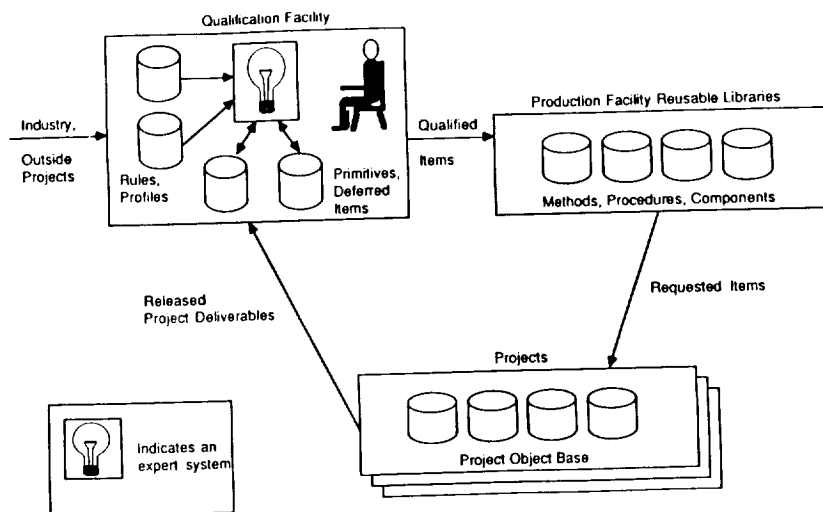 Qualification Facility
Industry,
Outside
Projects
Rules,
Profiles
Primitives,
Deferred
Items
Qualified
Items
Production Facility Reusable Libraries
Methods, Procedures, Components
Released
Project Deliverables
Requested Items
Projects
Project Object Base
Indicates an
expert system